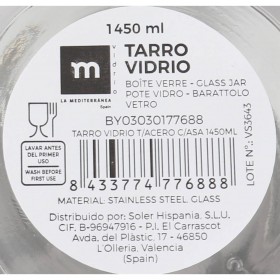 1450 ml
m
vidrio
LA MEDITERRÁNEA
Spain
TARRO
VIDRIO
BOÎTE VERRE - GLASS JAR
POTE VIDRO - BARATTOLO
VETRO
BYO3030177688
TARRO VIDRIO T/ACERO C/ASA 1450ML
LAVAR ANTES
DEL PRIMER
USO
WASH BEFORE
FIRST USE
8 433774 776888
LOTE Nº.: VS3643
MATERIAL: STAINLESS STEEL GLASS
Distribuido por: Soler Hispania, S.L.U.
CIF. B-96947916 - P.I. El Carrascot
Avda. del Plàstic, 17 - 46850
L'Olleria, Valencia
(Spain)